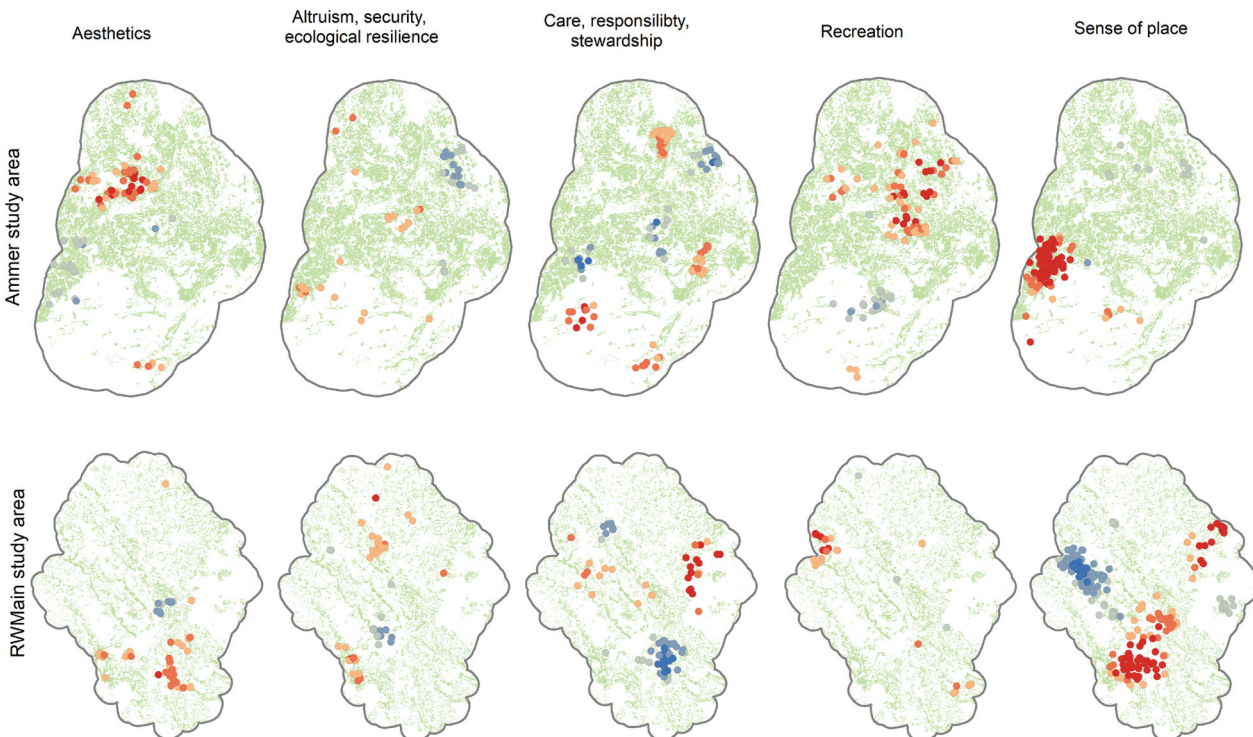 Aesthetics
Altruism, security,
ecological resilience
Care, responsilibty,
stewardship
Recreation
Sense of place
Ammer study area
RWMain study area